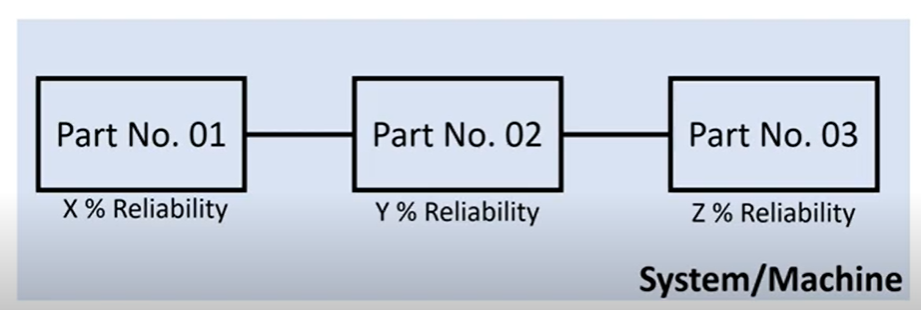 Part No. 01
Part No. 02
Part No. 03
X % Reliability
Y % Reliability
Z % Reliability
System/Machine